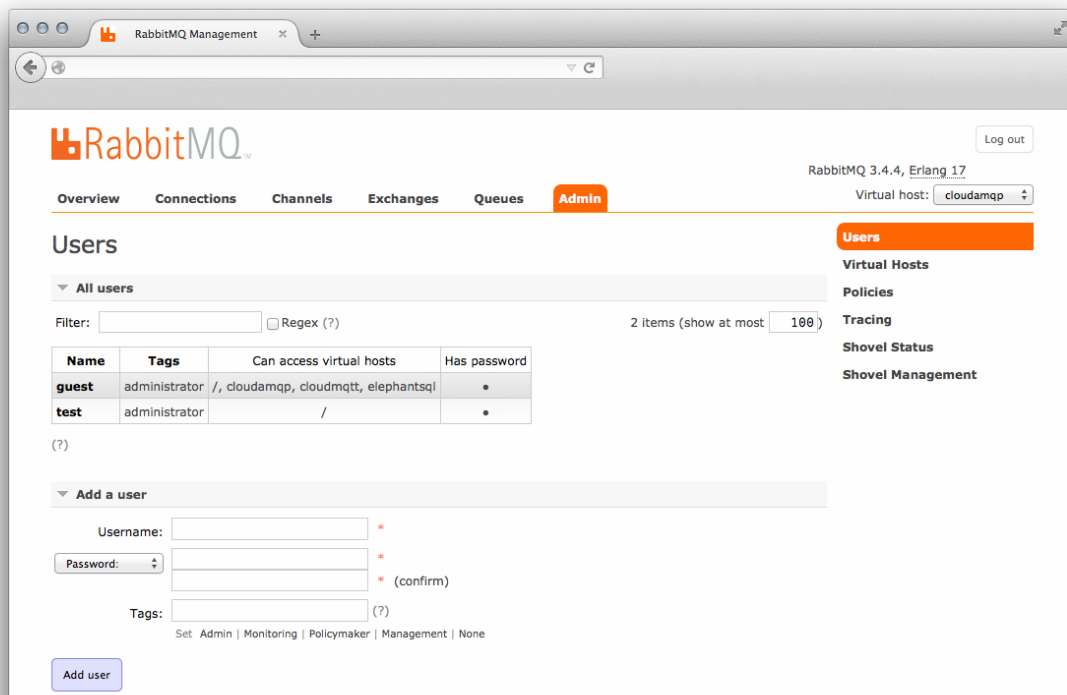 RabbitMQ Management
RabbitMQ
Log out
RabbitMQ 3.4.4, Erlang 17
Virtual host: cloudamqp
Overview Connections Channels Exchanges Queues Admin
Users
Users
Virtual Hosts
Policies
Tracing
Shovel Status
Shovel Management
All users
Filter: Regex (?) 2 items (show at most 100 )
Name Tags Can access virtual hosts Has password
guest administrator /, cloudamqp, cloudmqtt, elephantsql •
test administrator / •
(?)
Add a user
Username: *
Password: *
* (confirm)
Tags: (?)
Set Admin | Monitoring | Policymaker | Management | None
Add user